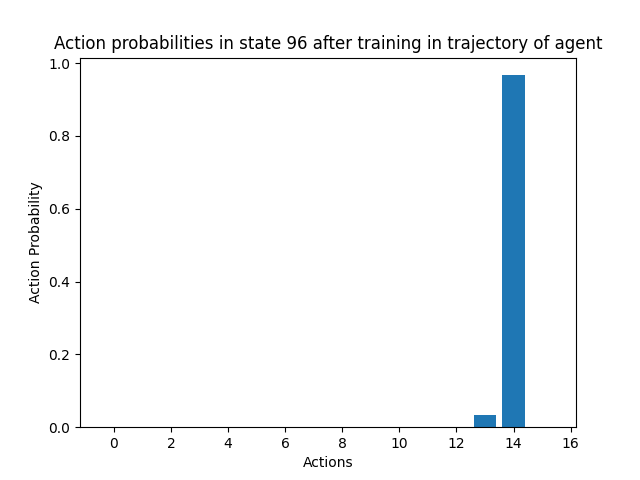 Action probabilities in state 96 after training in trajectory of agent
1.0
0.8
0.6
0.4
0.2
0.0
Action Probability
0 2 4 6 8 10 12 14 16
Actions